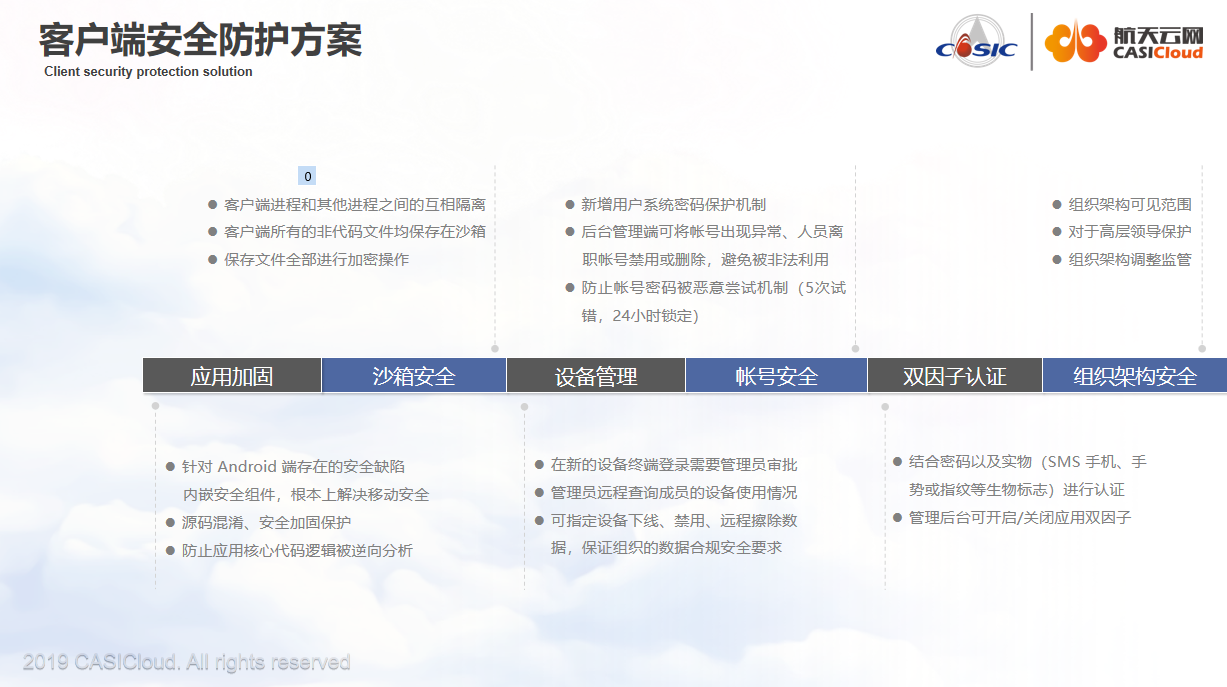 客户端安全防护方案
Client security protection solution
CASIC
航天云网
CASICloud
0
客户端进程和其他进程之间的互相隔离
客户端所有的非代码文件均保存在沙箱
保存文件全部进行加密操作
新增用户系统密码保护机制
后台管理端可将帐号出现异常、人员离
职帐号禁用或删除，避免被非法利用
防止帐号密码被恶意尝试机制（5次试
错，24小时锁定）
组织架构可见范围
对于高层领导保护
组织架构调整监管
应用加固
沙箱安全
设备管理
帐号安全
双因子认证
组织架构安全
针对 Android 端存在的安全缺陷
内嵌安全组件，根本上解决移动安全
源码混淆、安全加固保护
防止应用核心代码逻辑被逆向分析
在新的设备终端登录需要管理员审批
管理员远程查询成员的设备使用情况
可指定设备下线、禁用、远程擦除数
据，保证组织的数据合规安全要求
结合密码以及实物（SMS 手机、手
势或指纹等生物标志）进行认证
管理后台可开启/关闭应用双因子
2019 CASICloud. All rights reserved